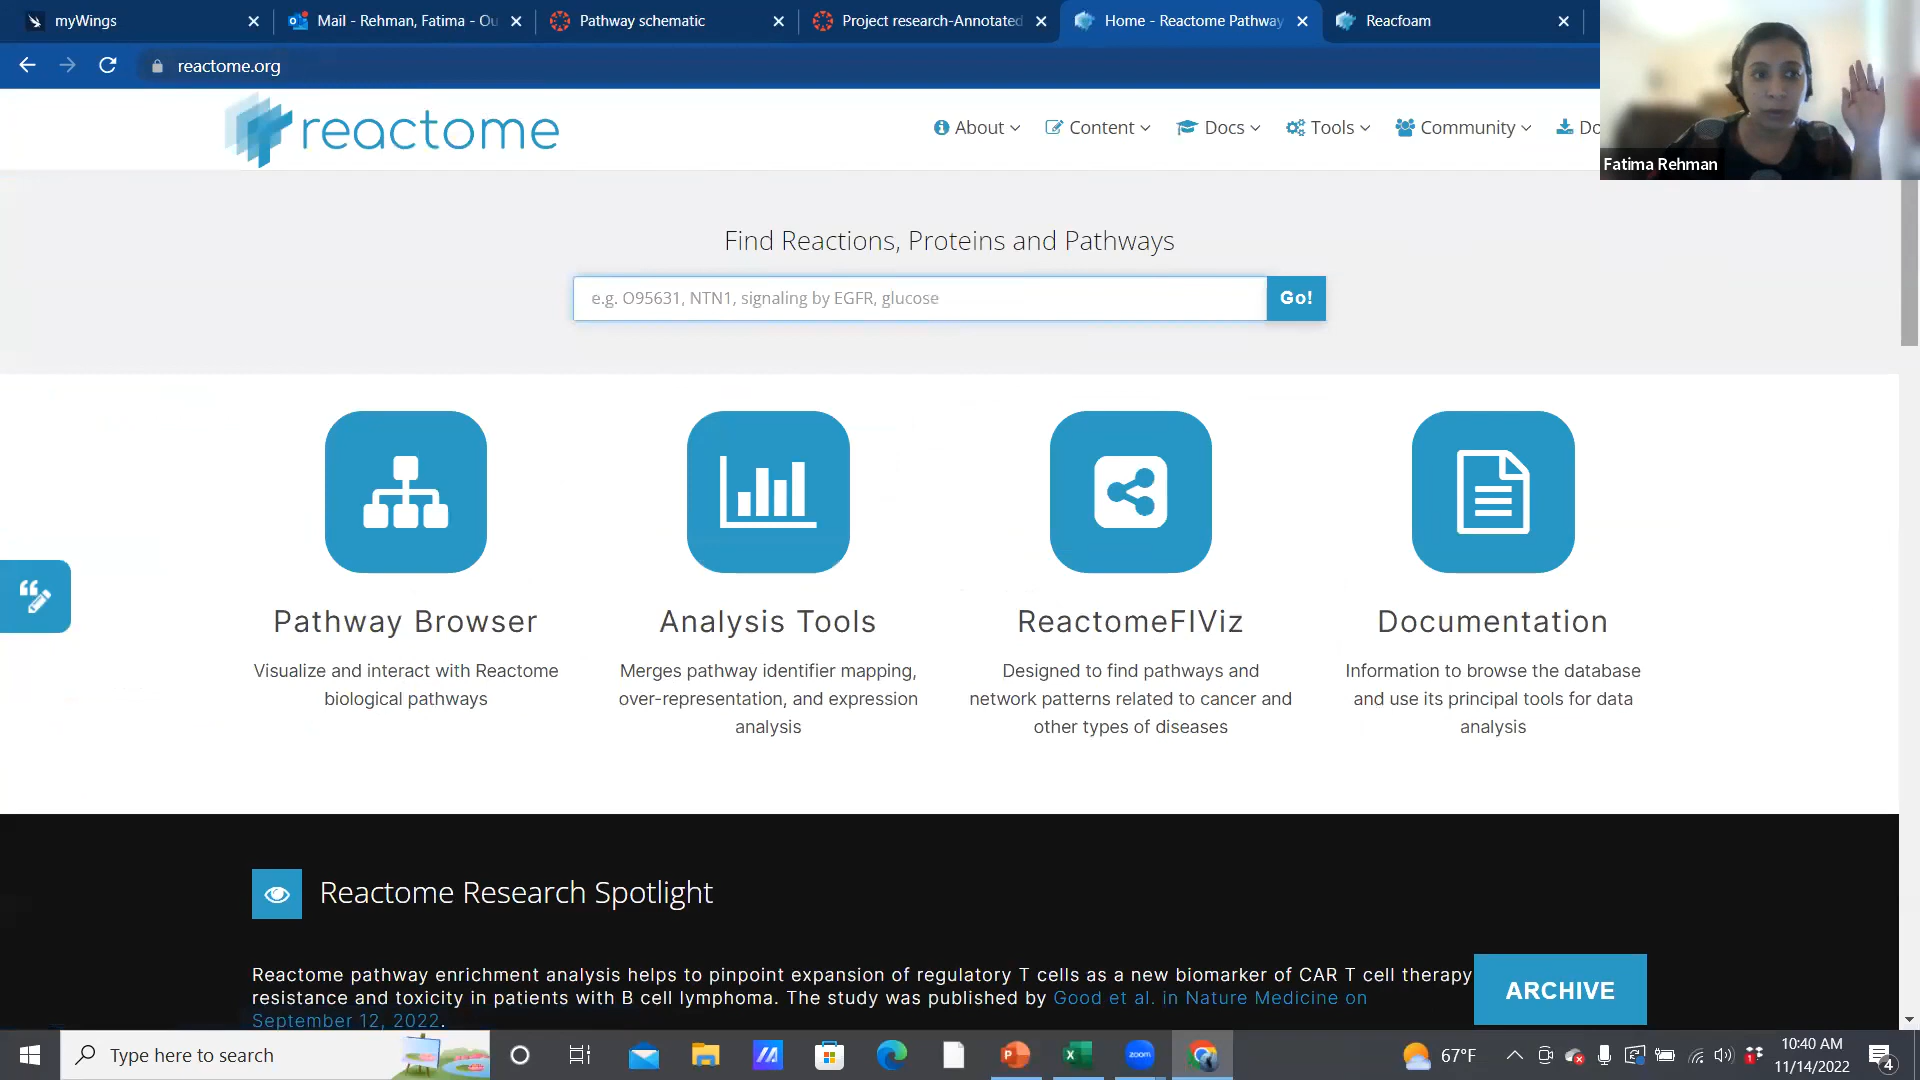 myWings
Mail - Rehman, Fatima - Ou
Pathway schematic
Project research-Annotated
Home - Reactome Pathway
Reacfoam
reactome.org
reactome
About
Content
Docs
Tools
Community
Do
Fatima Rehman
Find Reactions, Proteins and Pathways
e.g. O95631, NTN1, signaling by EGFR, glucose
Go!
Pathway Browser
Visualize and interact with Reactome
biological pathways
Analysis Tools
Merges pathway identifier mapping,
over-representation, and expression
analysis
ReactomeFIViz
Designed to find pathways and
network patterns related to cancer and
other types of diseases
Documentation
Information to browse the database
and use its principal tools for data
analysis
Reactome Research Spotlight
Reactome pathway enrichment analysis helps to pinpoint expansion of regulatory T cells as a new biomarker of CAR T cell therapy
resistance and toxicity in patients with B cell lymphoma. The study was published by Good et al. in Nature Medicine on
September 12, 2022.
ARCHIVE
Type here to search
zoom
67°F
10:40 AM
11/14/2022
4